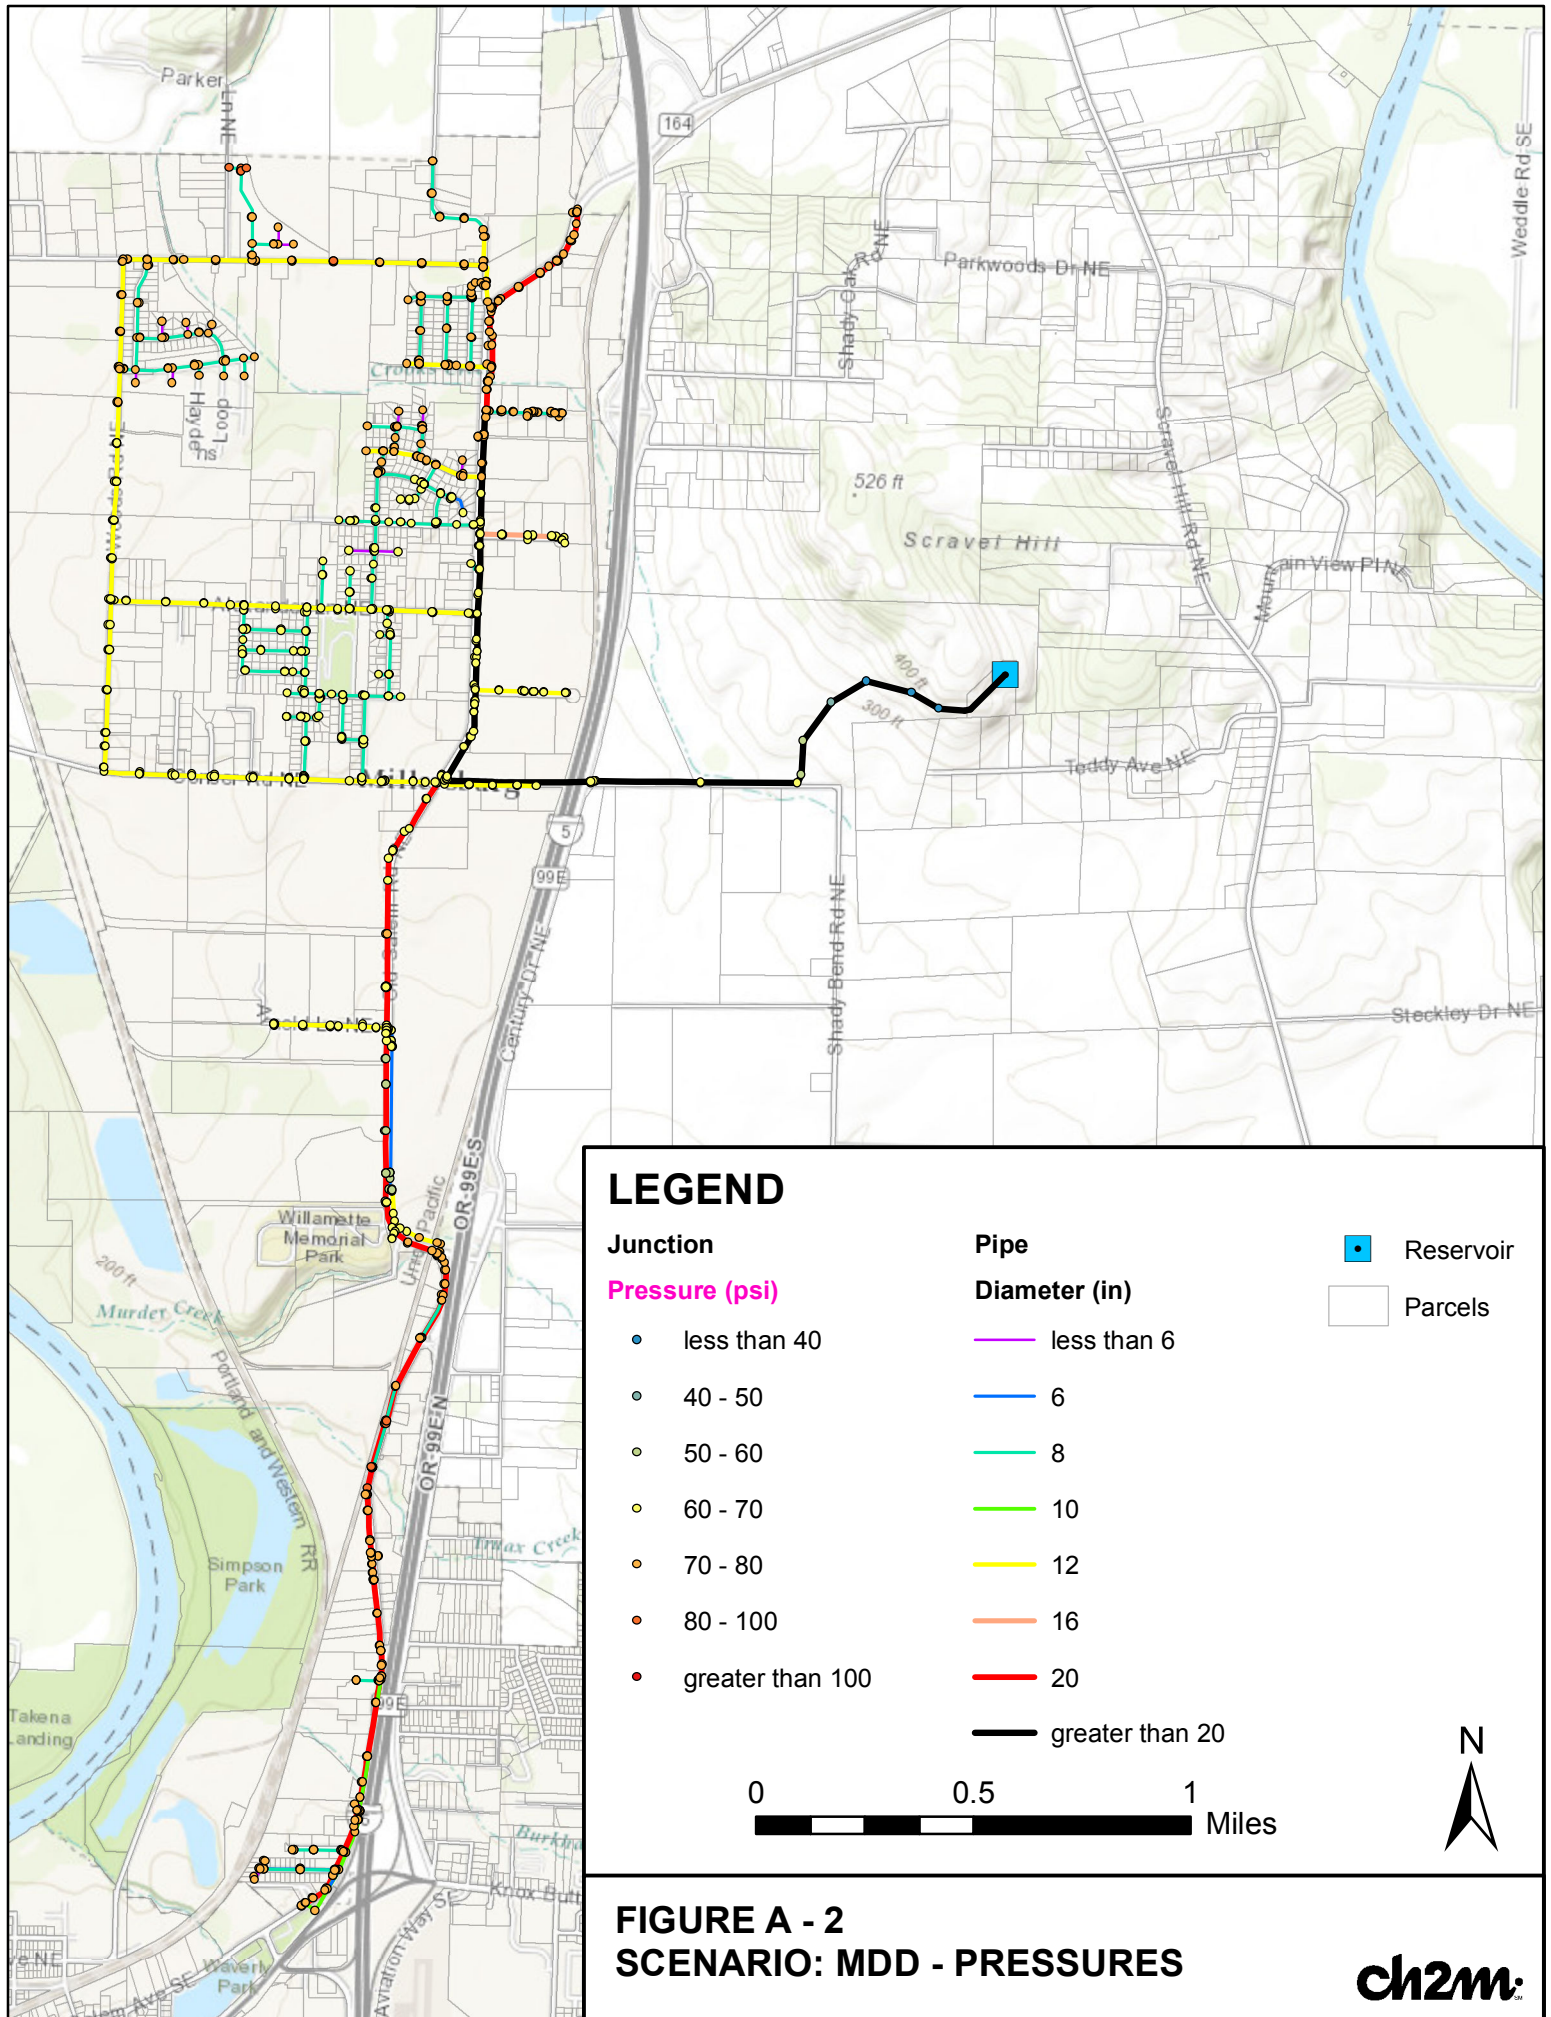 Parker
Ln NE
164
Weddle Rd SE
Parkwoods Dr NE
Shady Oak Rd NE
Crooks
Hayden
Loop
526 ft
Scravel Hill
Scravel Hill Rd NE
Mountain View Pl NE
400 ft
300 ft
Teddy Ave NE
5
99E
Century Dr NE
Shady Bend Rd NE
Steckley Dr NE
OR-99E S
Willamette
Memorial
Park
200 ft
Murder Creek
Portland and Western RR
OR-99E N
Truax Creek
Simpson
Park
99E
Takena
Landing
Waverly
Park
Aviation Way SE
LEGEND
Junction
Pressure (psi)
less than 40
40 - 50
50 - 60
60 - 70
70 - 80
80 - 100
greater than 100
Pipe
Diameter (in)
less than 6
6
8
10
12
16
20
greater than 20
Reservoir
Parcels
N
0 0.5 1
Miles
FIGURE A - 2
SCENARIO: MDD - PRESSURES
ch2m:
SM